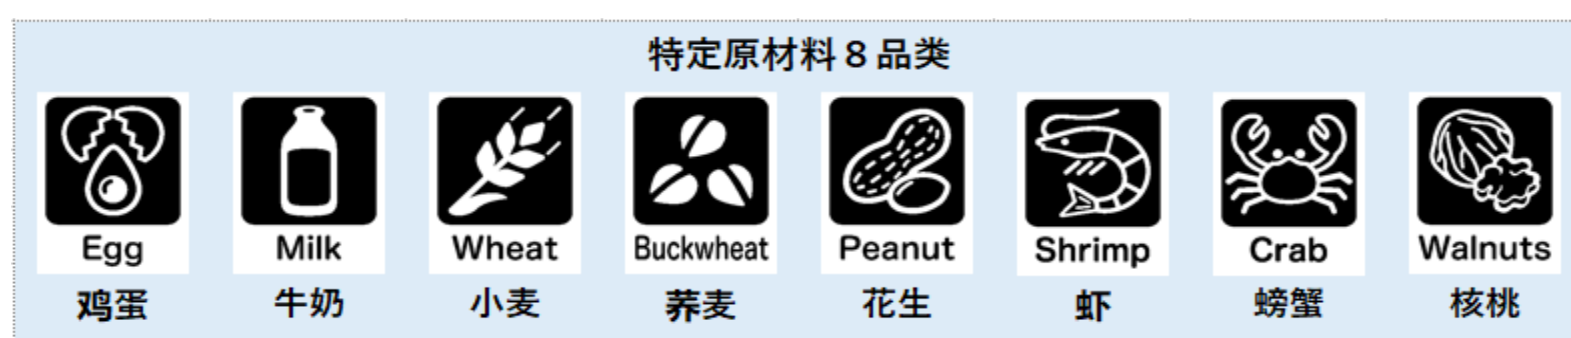 特定原材料８品类
Egg Milk Wheat Buckwheat Peanut Shrimp Crab Walnuts
鸡蛋 牛奶 小麦 荞麦 花生 虾 螃蟹 核桃